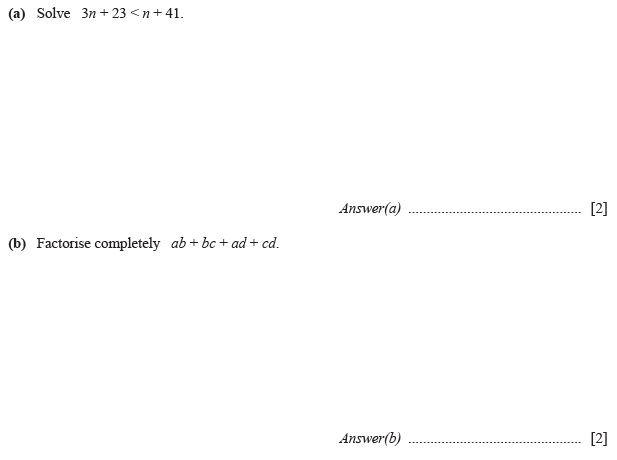 (a) Solve 3n + 23 < n + 41.
Answer(a) ................................................ [2]
(b) Factorise completely ab + bc + ad + cd.
Answer(b) ................................................ [2]